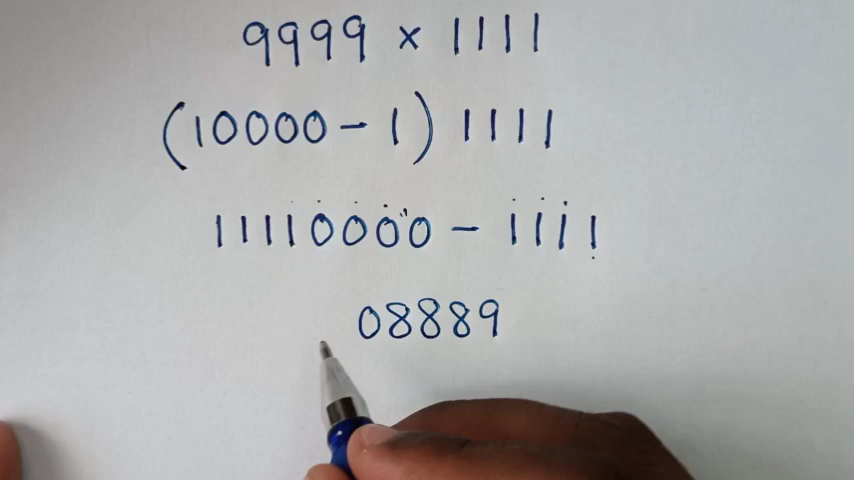 9999 × 1111
(10000 - 1) 1111
11110000 - 1111
08889